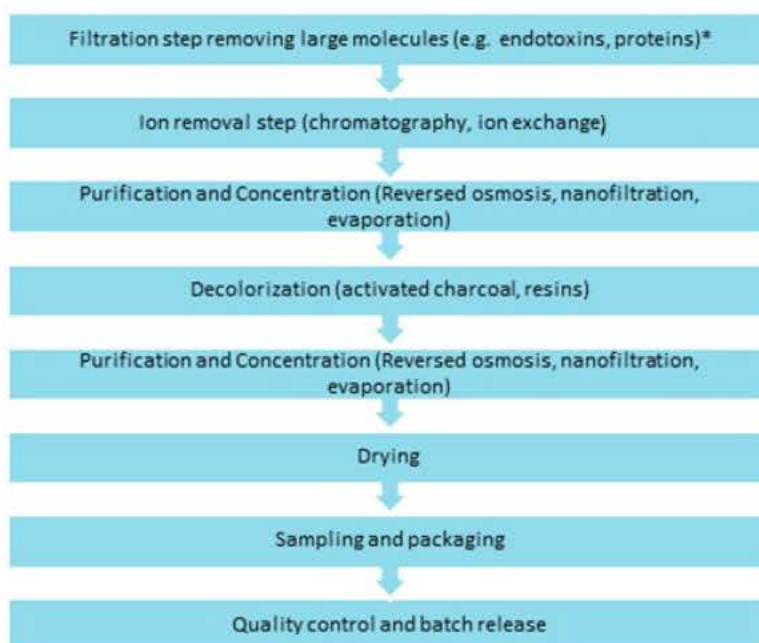 Filtration step removing large molecules (e.g. endotoxins, proteins)*
Ion removal step (chromatography, ion exchange)
Purification and Concentration (Reversed osmosis, nanofiltration,
evaporation)
Decolorization (activated charcoal, resins)
Purification and Concentration (Reversed osmosis, nanofiltration,
evaporation)
Drying
Sampling and packaging
Quality control and batch release